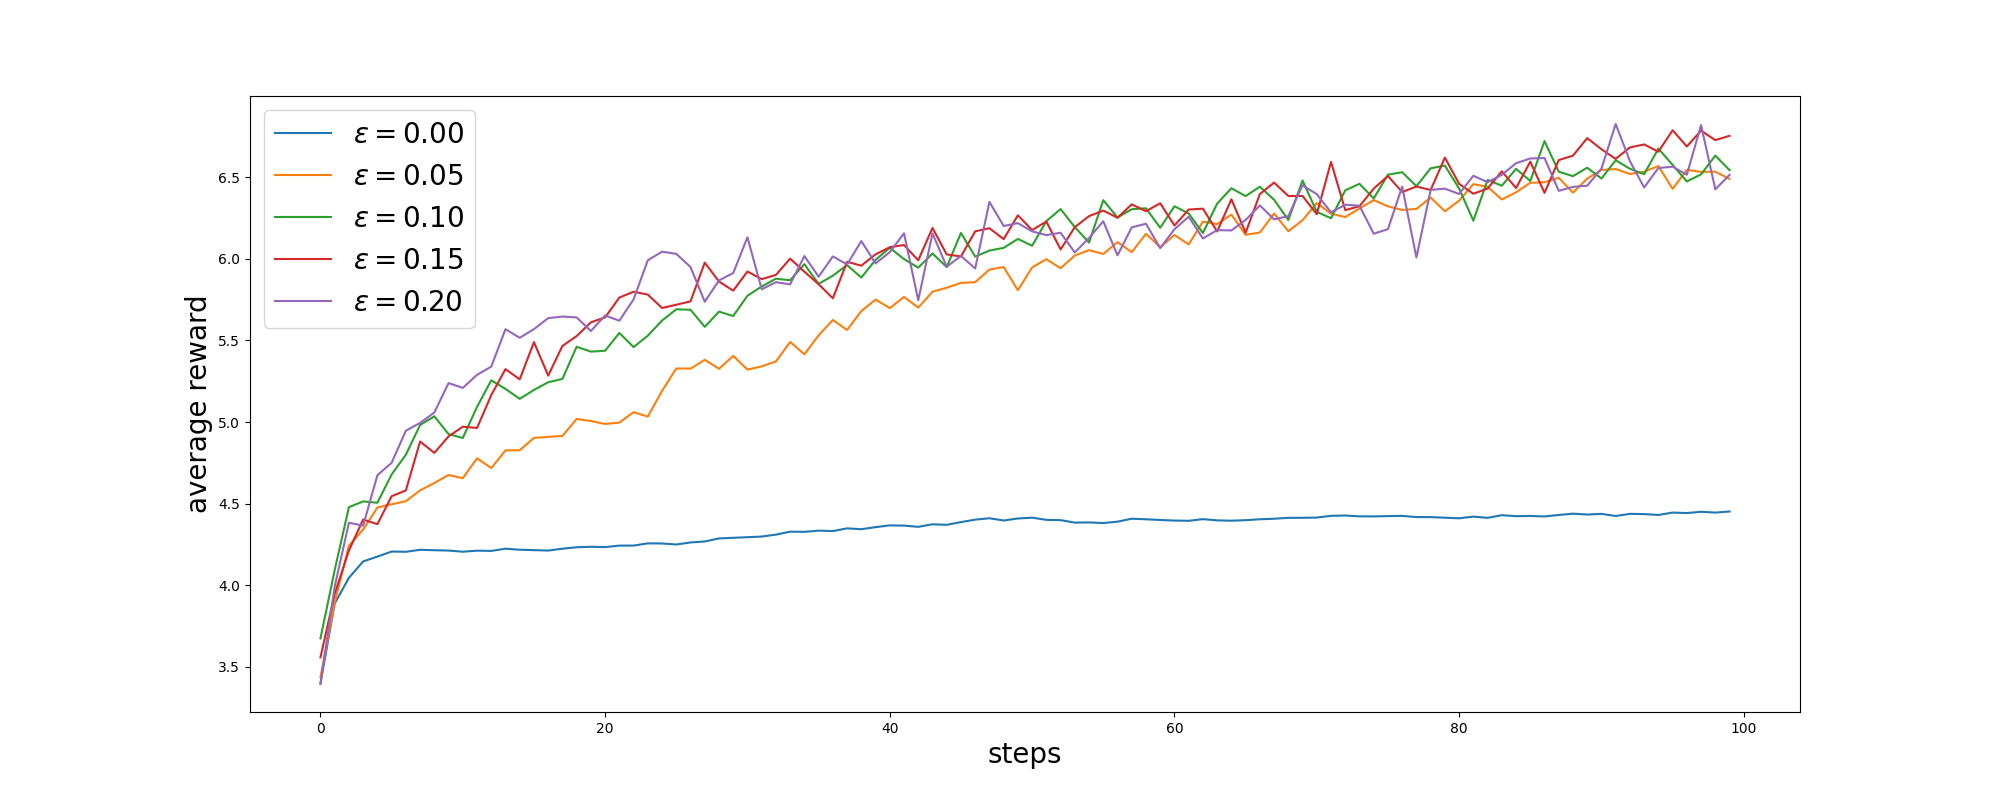 ε = 0.00
ε = 0.05
ε = 0.10
ε = 0.15
ε = 0.20
average reward
6.5
6.0
5.5
5.0
4.5
4.0
3.5
0 20 40 60 80 100
steps